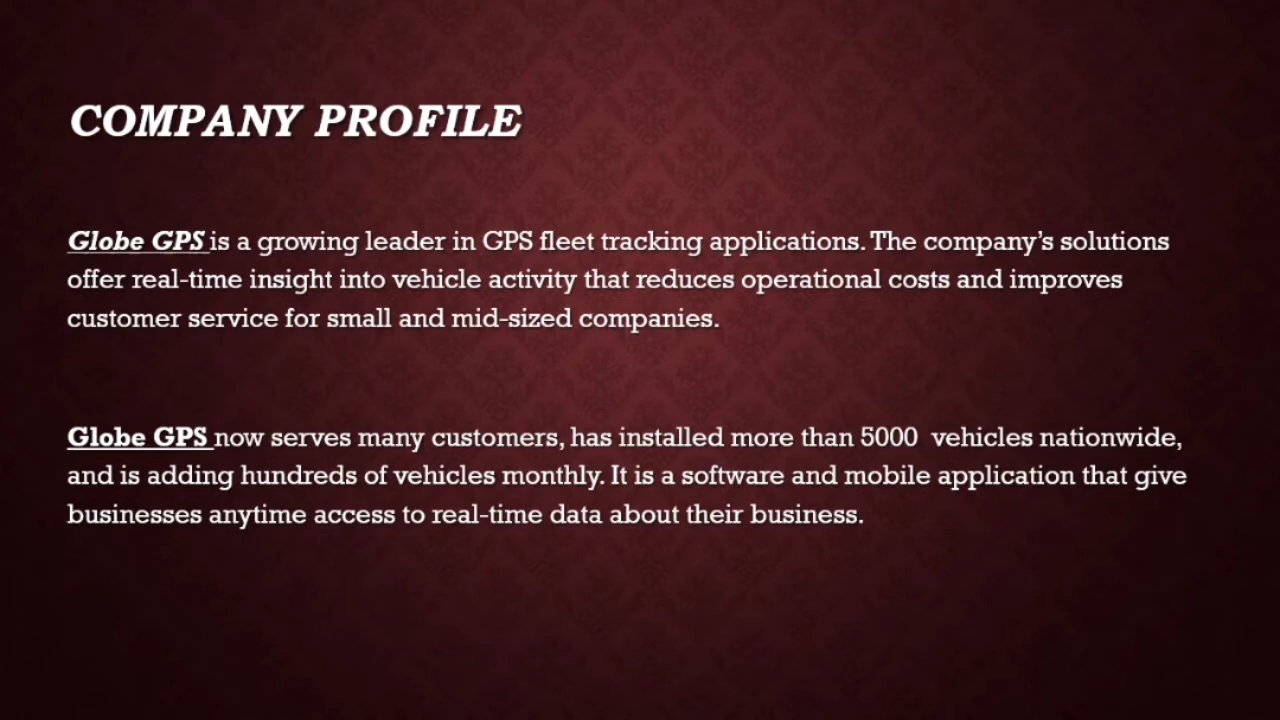 COMPANY PROFILE
Globe GPS is a growing leader in GPS fleet tracking applications. The company's solutions
offer real-time insight into vehicle activity that reduces operational costs and improves
customer service for small and mid-sized companies.
Globe GPS now serves many customers, has installed more than 5000  vehicles nationwide,
and is adding hundreds of vehicles monthly. It is a software and mobile application that give
businesses anytime access to real-time data about their business.